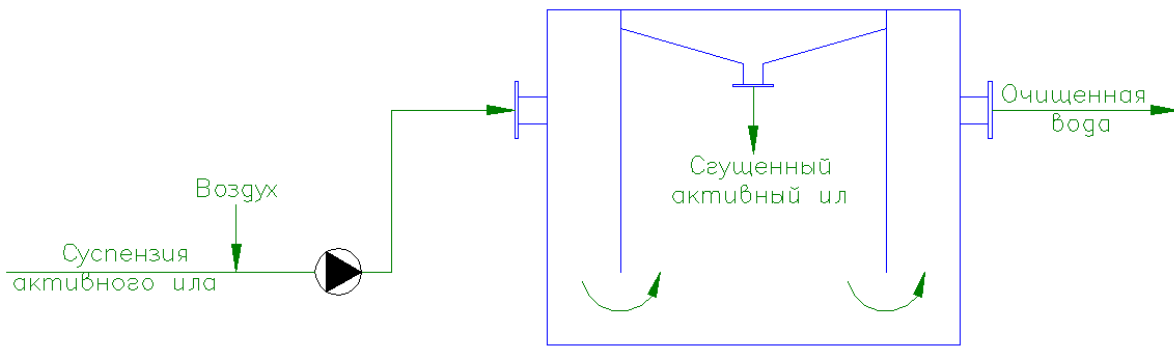 Воздух
Суспензия
активного ила
Сгущенный
активный ил
Очищенная
вода